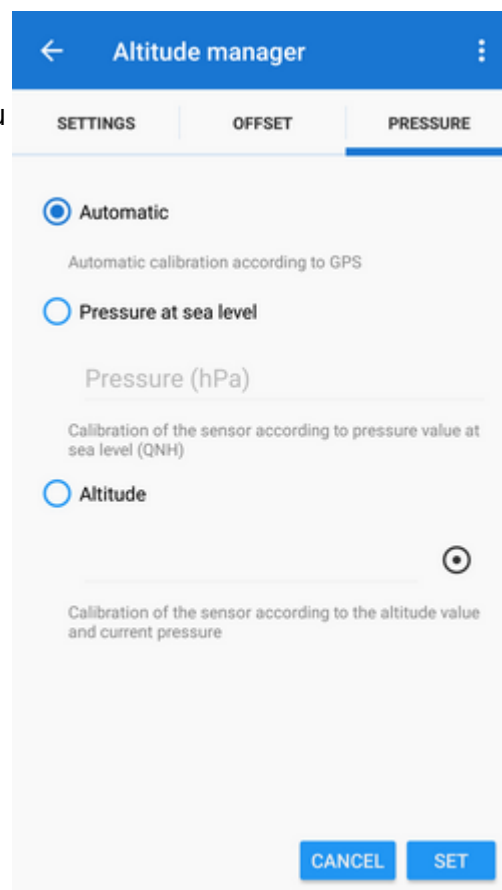 Altitude manager
SETTINGS OFFSET PRESSURE
Automatic
Automatic calibration according to GPS
Pressure at sea level
Pressure (hPa)
Calibration of the sensor according to pressure value at
sea level (QNH)
Altitude
Calibration of the sensor according to the altitude value
and current pressure
CANCEL SET